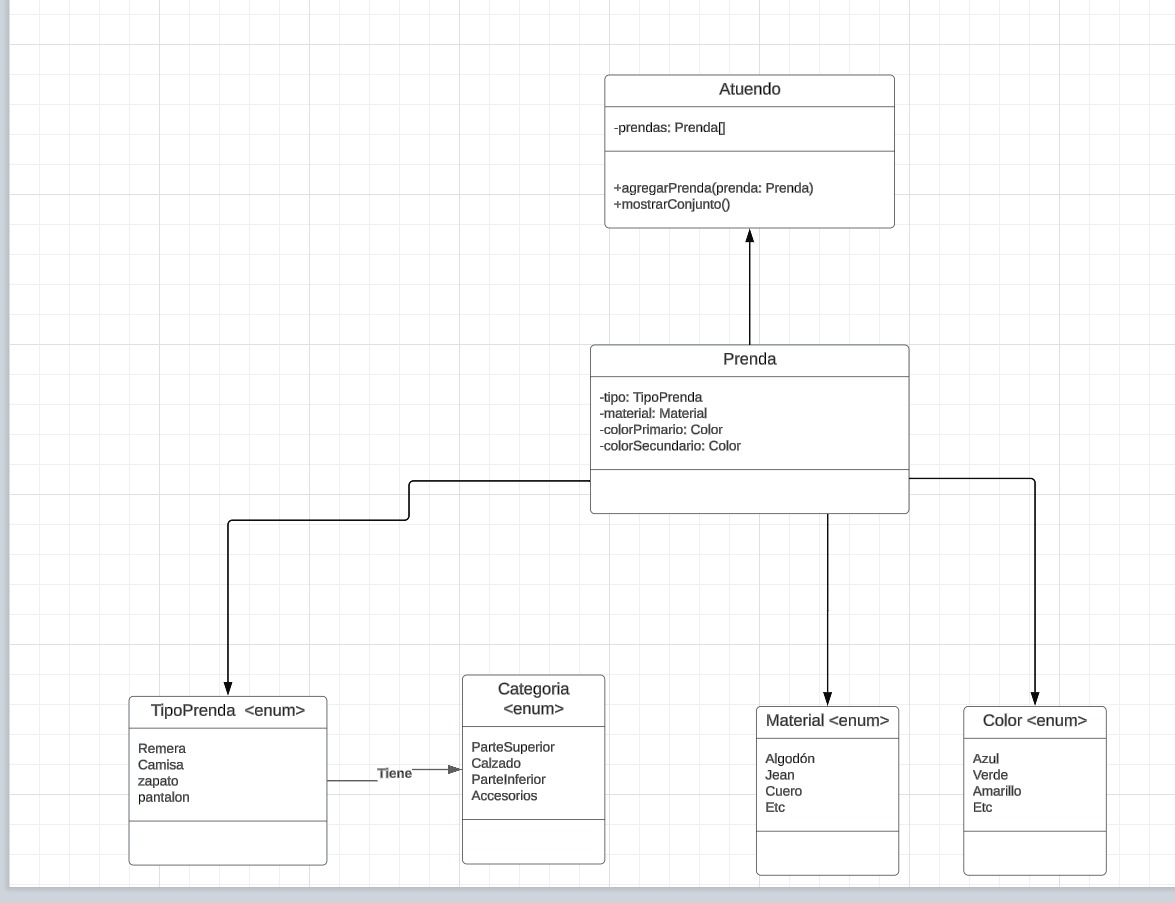 Atuendo
-prendas: Prenda[]
+agregarPrenda(prenda: Prenda)
+mostrarConjunto()
Prenda
-tipo: TipoPrenda
-material: Material
-colorPrimario: Color
-colorSecundario: Color
TipoPrenda <enum>
Remera
Camisa
zapato
pantalon
Tiene
Categoria
<enum>
ParteSuperior
Calzado
ParteInferior
Accesorios
Material <enum>
Algodón
Jean
Cuero
Etc
Color <enum>
Azul
Verde
Amarillo
Etc